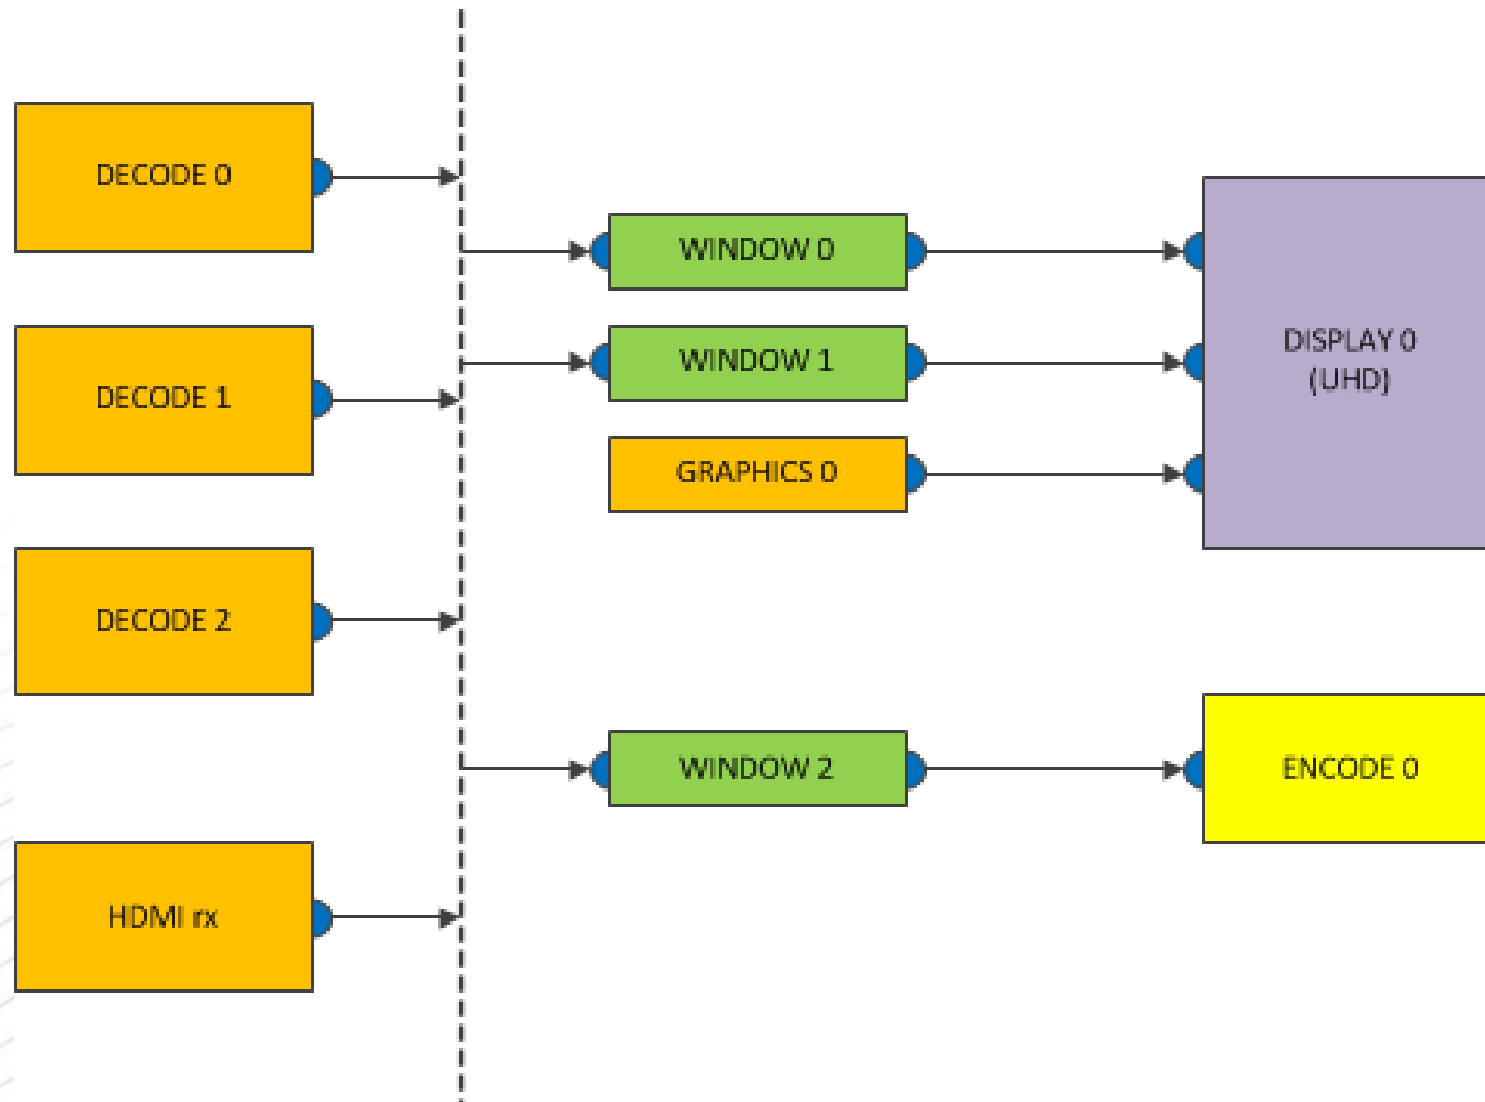 DECODE 0
WINDOW 0
DISPLAY 0
(UHD)
DECODE 1
WINDOW 1
GRAPHICS 0
DECODE 2
WINDOW 2
ENCODE 0
HDMI rx